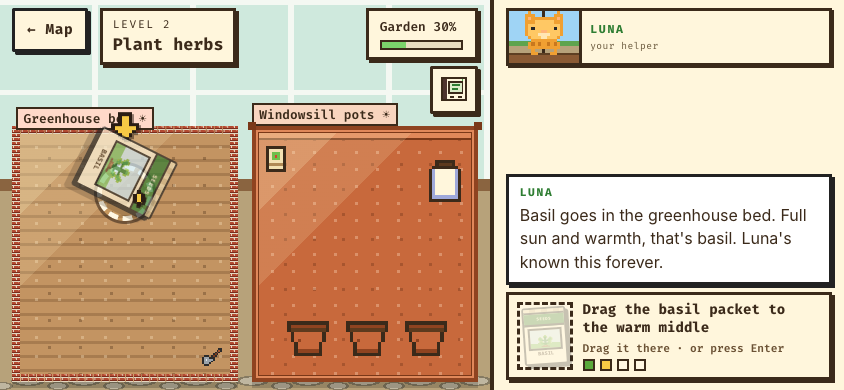 ← Map
LEVEL 2
Plant herbs
Garden 30%
Greenhouse
Windowsill pots ☀
BASIL
LUNA
your helper
LUNA
Basil goes in the greenhouse bed. Full
sun and warmth, that's basil. Luna's
known this forever.
Drag the basil packet to
the warm middle
Drag it there · or press Enter
BASIL